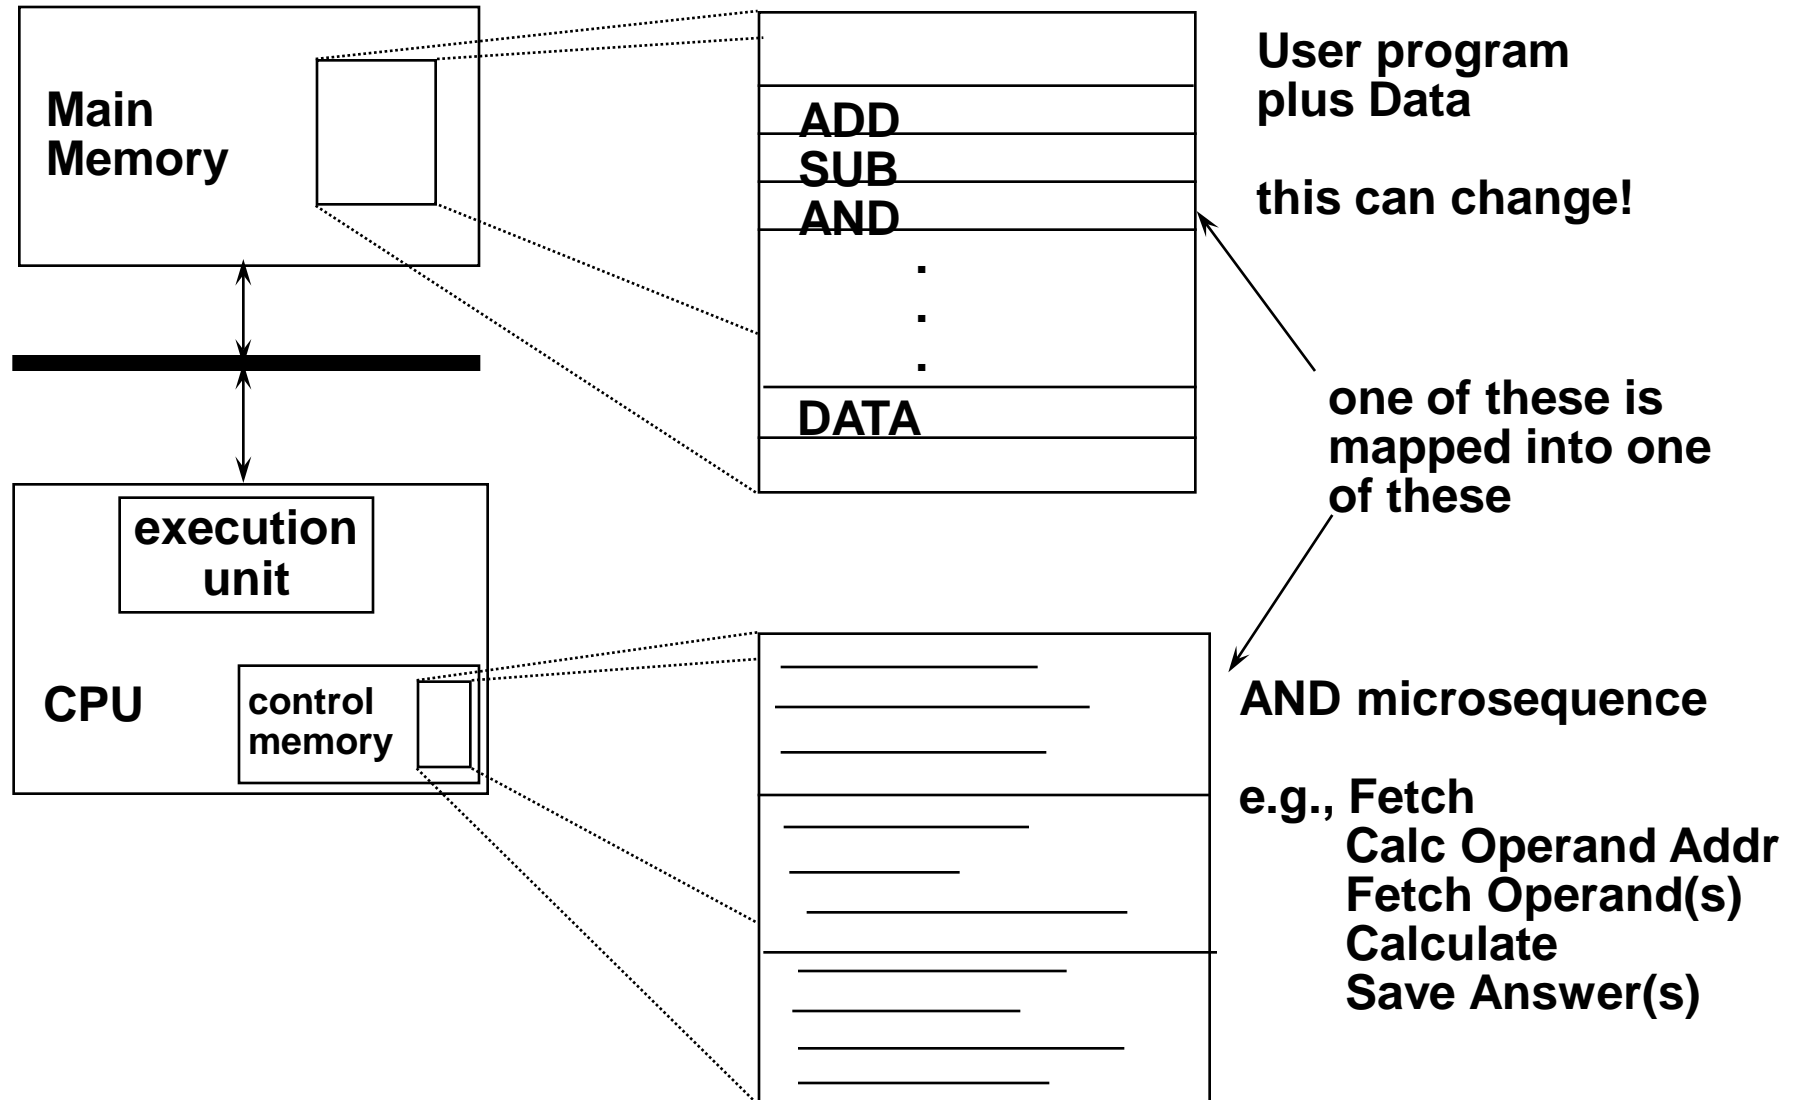 Main
Memory
ADD
SUB
AND
.
.
.
DATA
User program
plus Data
this can change!
one of these is
mapped into one
of these
execution
unit
CPU
control
memory
AND microsequence
e.g., Fetch
Calc Operand Addr
Fetch Operand(s)
Calculate
Save Answer(s)